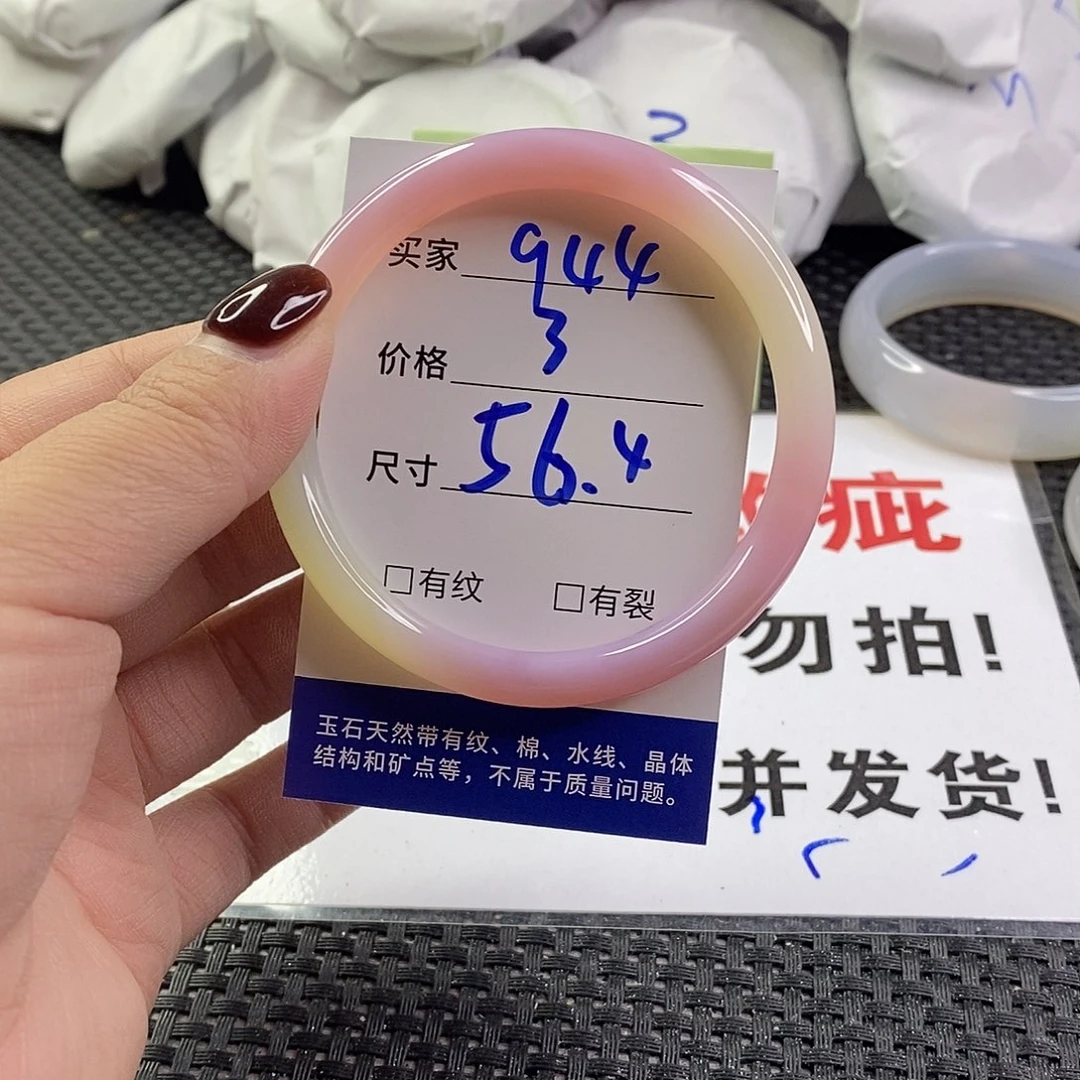 买家 944
3
价格
尺寸 56.4
□有纹 □有裂
玉石天然带有纹、棉、水线、晶体
结构和矿点等，不属于质量问题。
疵
勿拍!
并发货!